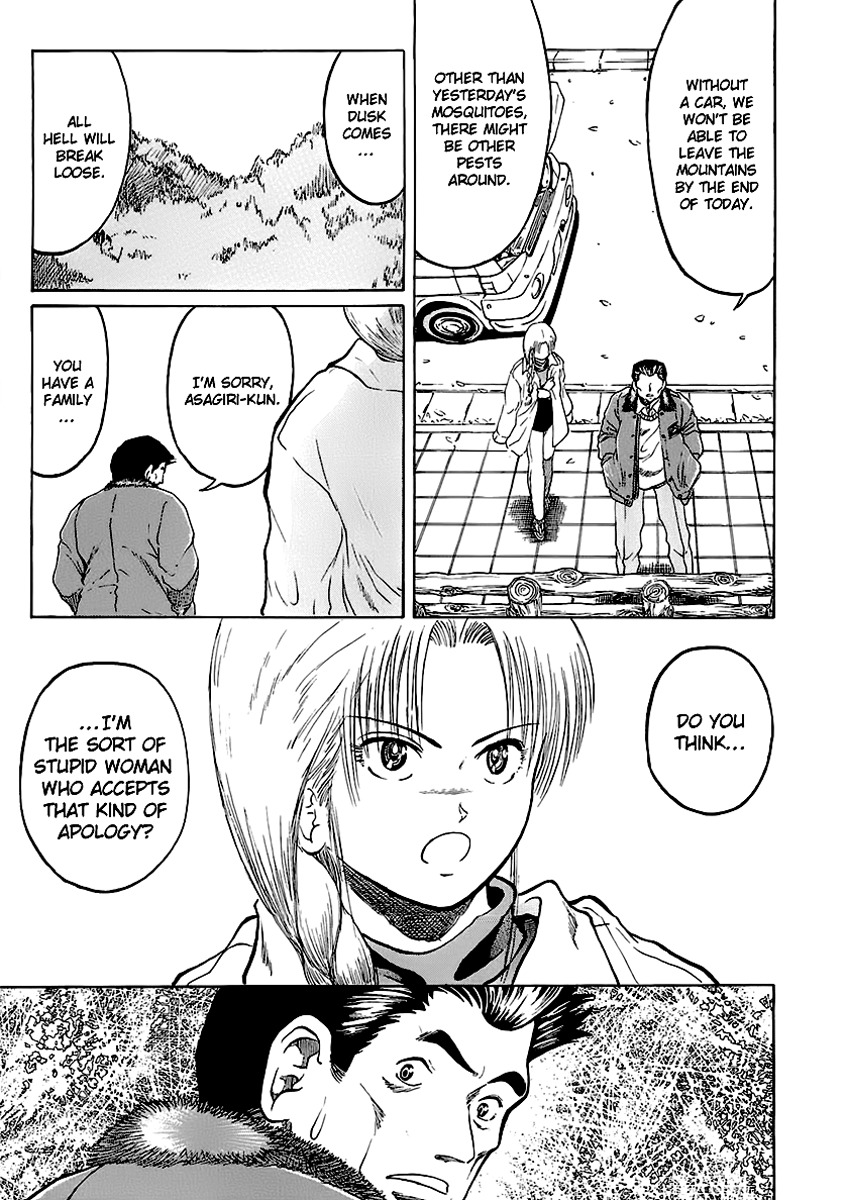 WITHOUT
A CAR, WE
WON'T BE
ABLE TO
LEAVE THE
MOUNTAINS
BY THE END
OF TODAY.
OTHER THAN
YESTERDAY'S
MOSQUITOES,
THERE MIGHT
BE OTHER
PESTS
AROUND.
WHEN
DUSK
COMES
...
ALL
HELL WILL
BREAK
LOOSE.
I'M SORRY,
ASAGIRI-KUN.
YOU
HAVE A
FAMILY
...
DO YOU
THINK...
...I'M
THE SORT OF
STUPID WOMAN
WHO ACCEPTS
THAT KIND OF
APOLOGY?